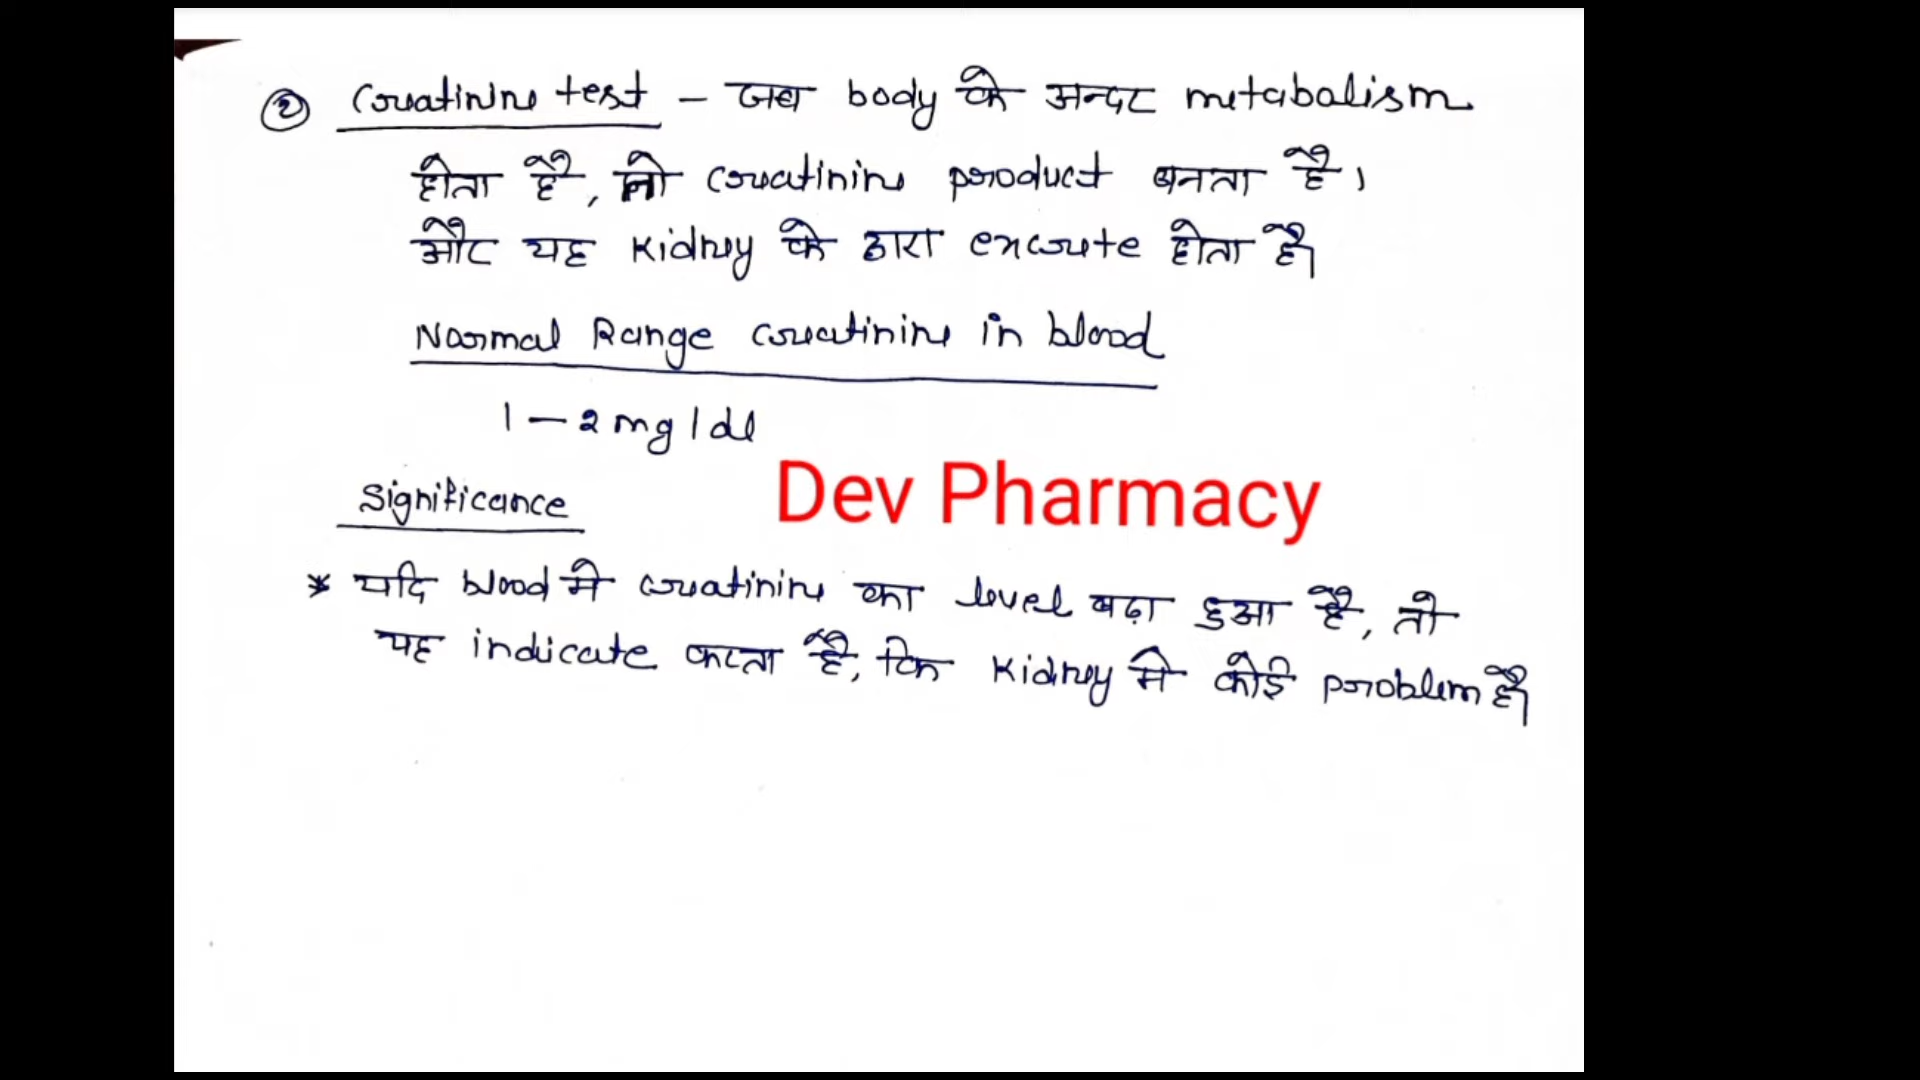 ② Creatinine test – जब body के अन्दर metabalism
होता है, तो creatinine product बनता है।
और यह Kidney के द्वारा excrete होता है।
Normal Range creatinine in blood
1 – 2 mg / dl
Dev Pharmacy
Significance
* यदि blood मे creatinine का level बढ़ा हुआ है, तो
यह indicate करता है, कि Kidney मे कोई problem है।